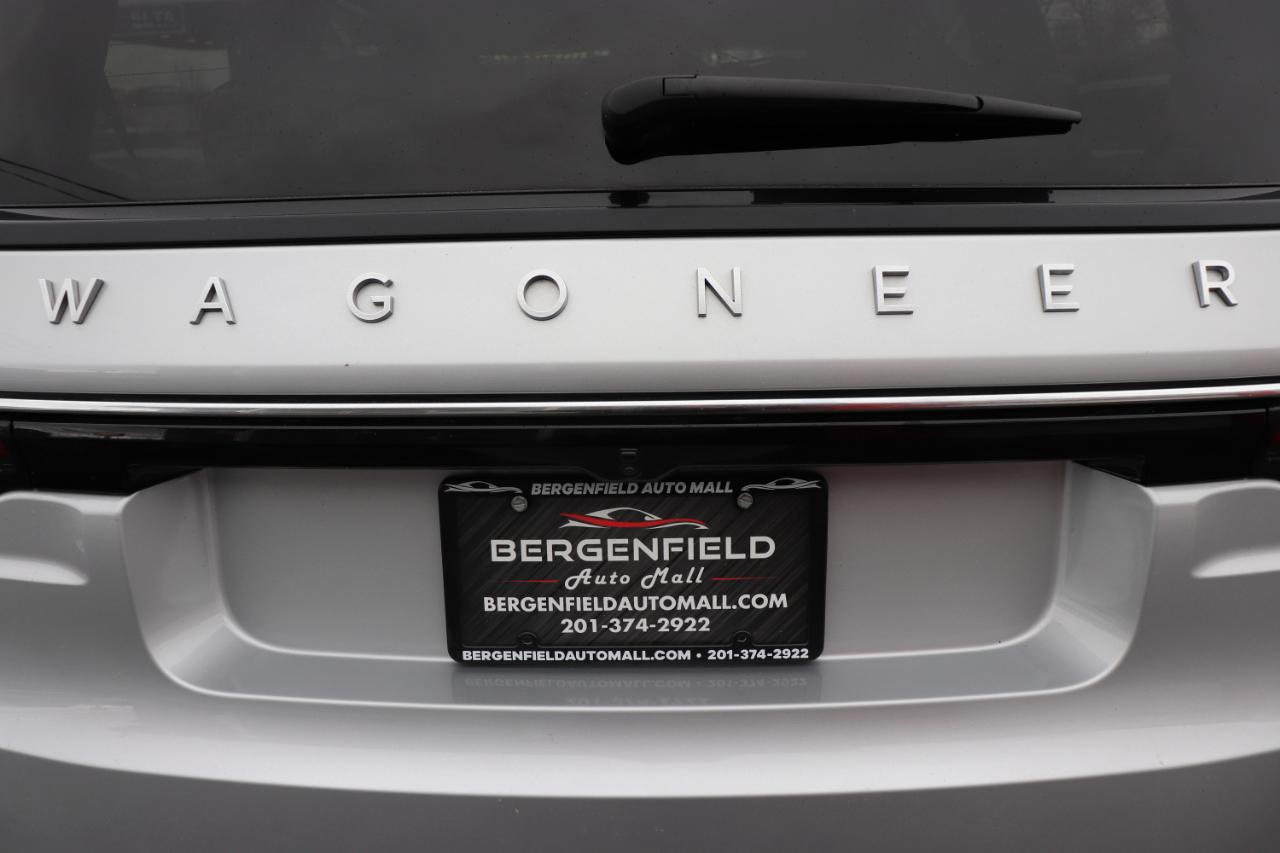 WAGONEER
BERGENFIELD AUTO MALL
BERGENFIELD
Auto Mall
BERGENFIELDAUTOMALL.COM
201-374-2922
BERGENFIELDAUTOMALL.COM • 201-374-2922